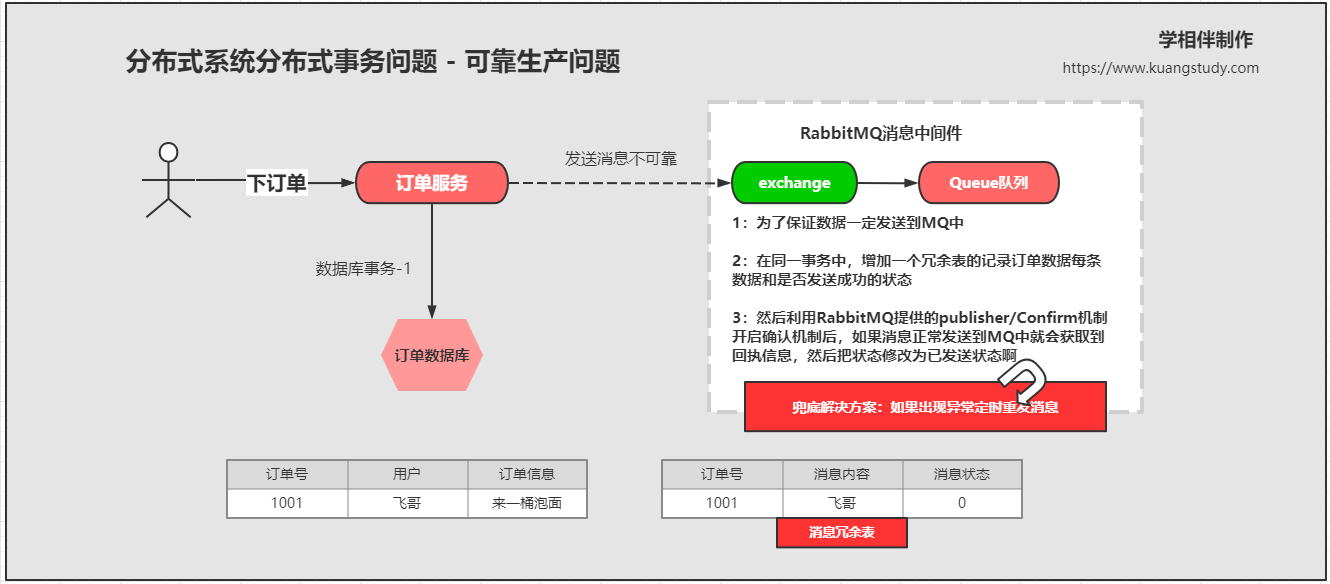 学相伴制作
分布式系统分布式事务问题 - 可靠生产问题
https://www.kuangstudy.com
RabbitMQ消息中间件
发送消息不可靠
下订单
订单服务
exchange
Queue队列
1：为了保证数据一定发送到MQ中
2：在同一事务中，增加一个冗余表的记录订单数据每条
数据和是否发送成功的状态
数据库事务-1
3：然后利用RabbitMQ提供的publisher/Confirm机制
开启确认机制后，如果消息正常发送到MQ中就会获取到
回执信息，然后把状态修改为已发送状态啊
订单数据库
兜底解决方案：如果出现异常定时重发消息
订单号 用户 订单信息
1001 飞哥 来一桶泡面
订单号 消息内容 消息状态
1001 飞哥 0
消息冗余表